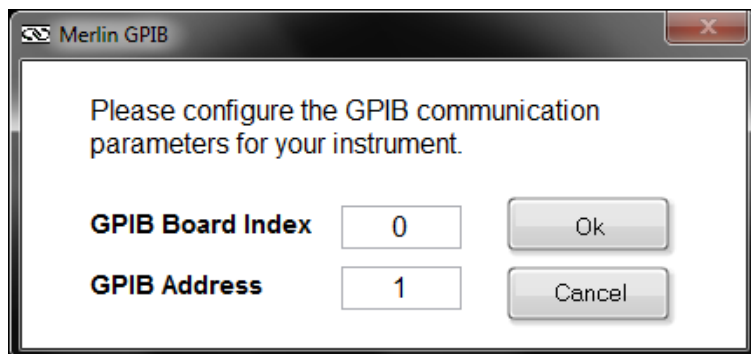 Merlin GPIB
Please configure the GPIB communication
parameters for your instrument.
GPIB Board Index 0 Ok
GPIB Address 1 Cancel